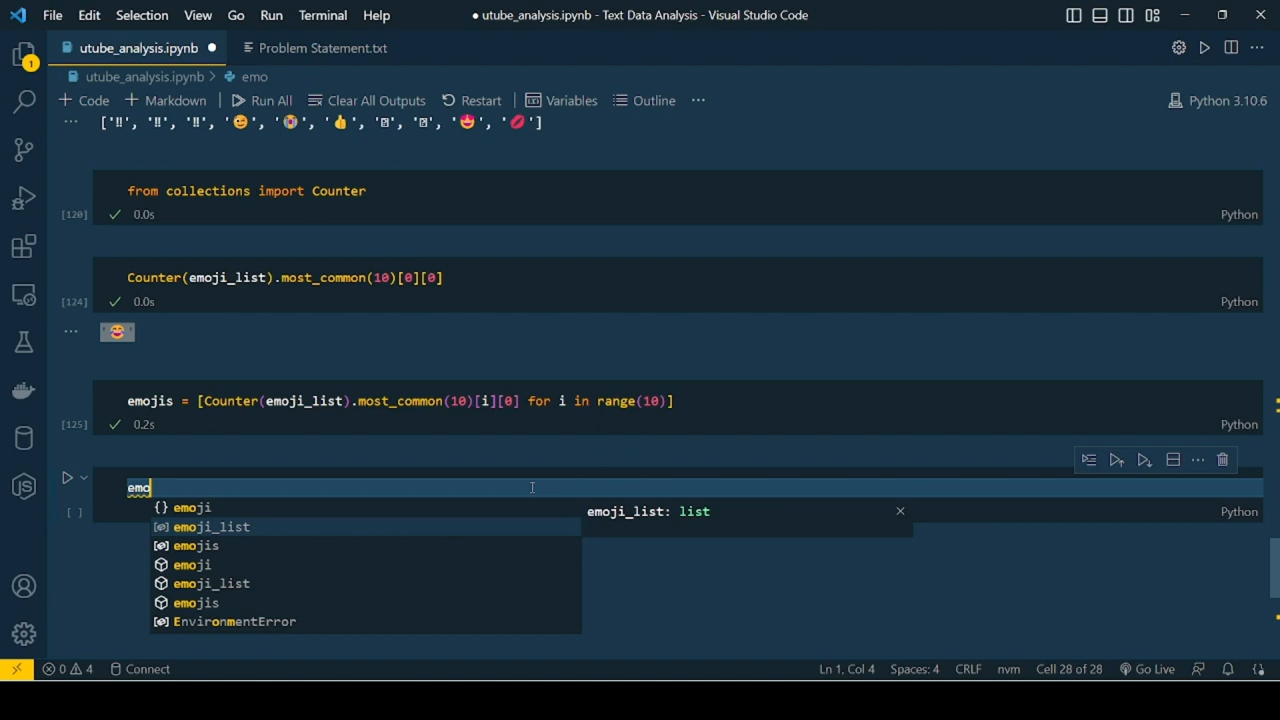 File Edit Selection View Go Run Terminal Help ● utube_analysis.ipynb - Text Data Analysis - Visual Studio Code
utube_analysis.ipynb ● Problem Statement.txt
1
utube_analysis.ipynb > emo
+ Code + Markdown | Run All Clear All Outputs Restart | Variables Outline ... Python 3.10.6
... ['‼', '‼', '‼', '😉', '😭', '👍', '', '', '😍', '💋']
from collections import Counter
[120] ✓ 0.0s Python
Counter(emoji_list).most_common(10)[0][0]
[124] ✓ 0.0s Python
... '😂'
emojis = [Counter(emoji_list).most_common(10)[i][0] for i in range(10)]
[125] ✓ 0.2s Python
emo
[ ] Python
{} emoji
emoji_list emoji_list: list
emojis
emoji
emoji_list
emojis
EnvironmentError
0 4 Connect Ln 1, Col 4 Spaces: 4 CRLF nvm Cell 28 of 28 Go Live